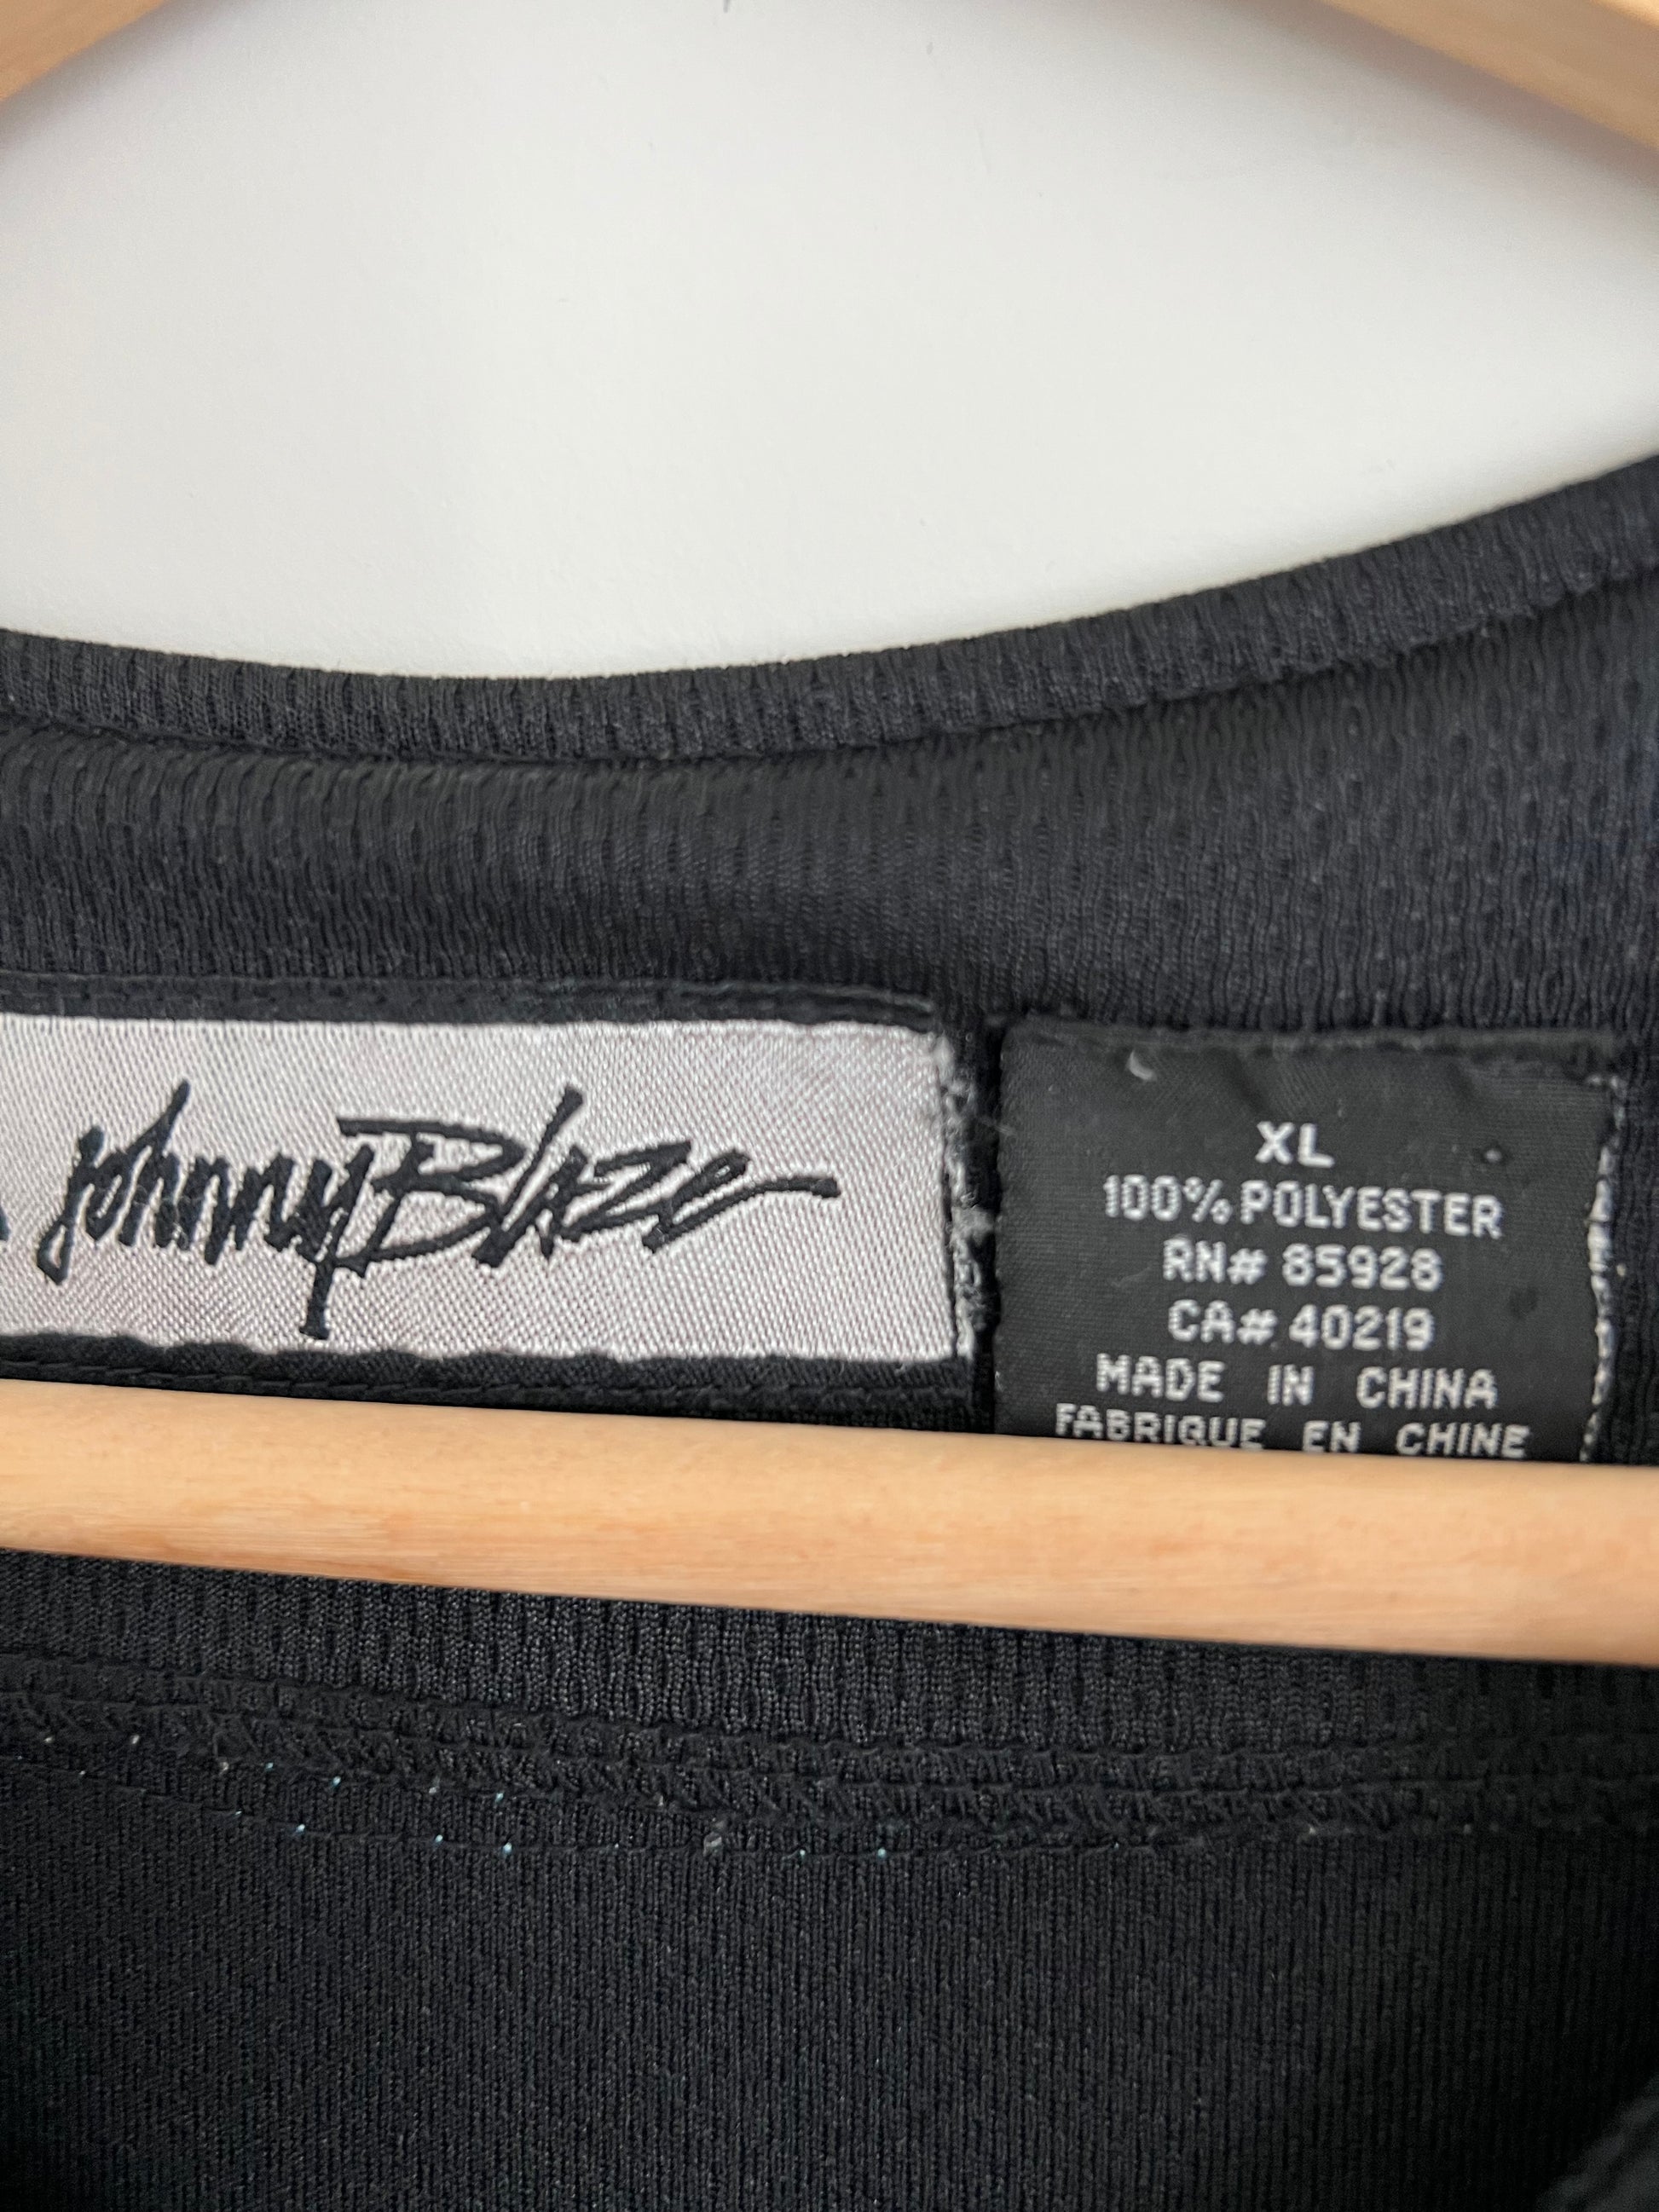 johnnyBlaze
XL
100% POLYESTER
RN# 85928
CA# 40219
MADE IN CHINA
FABRIQUE EN CHINE